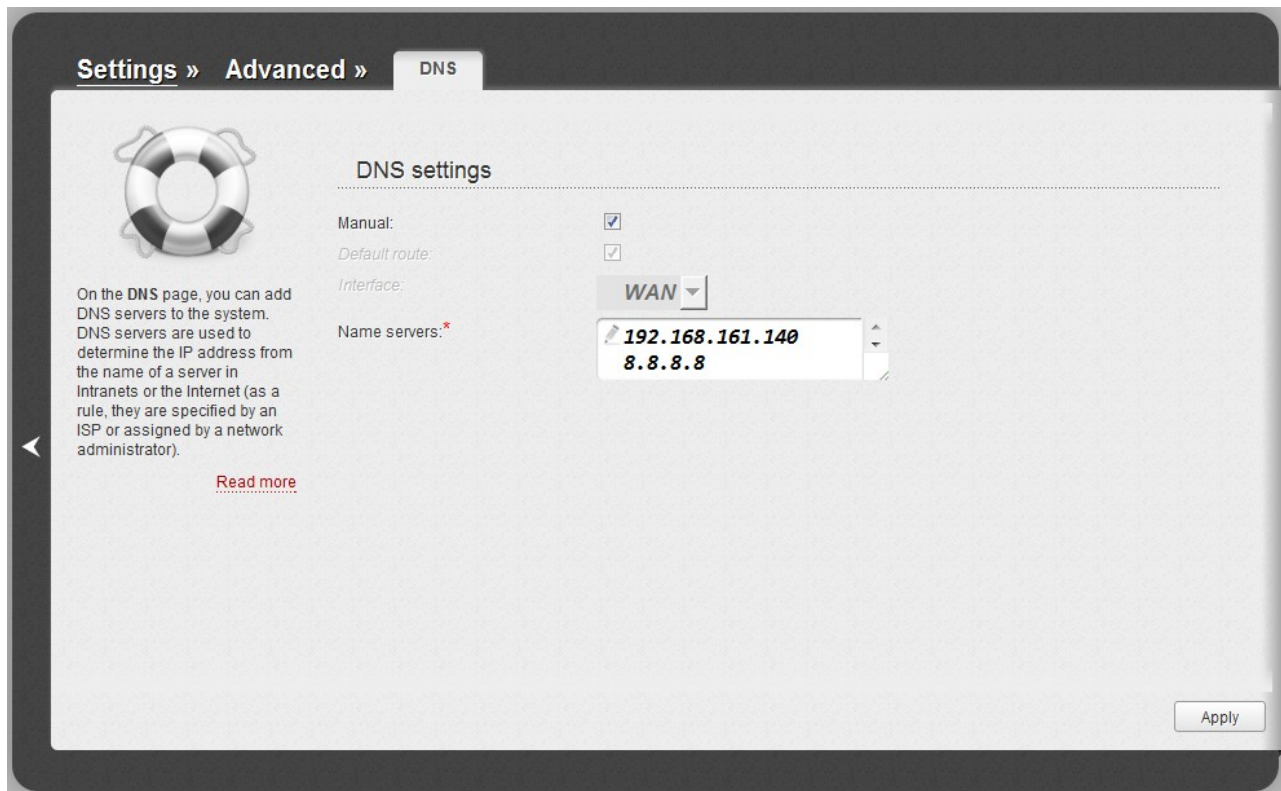 Settings » Advanced » DNS
DNS settings
Manual:
Default route:
Interface: WAN
Name servers:* 192.168.161.140
8.8.8.8
On the DNS page, you can add
DNS servers to the system.
DNS servers are used to
determine the IP address from
the name of a server in
Intranets or the Internet (as a
rule, they are specified by an
ISP or assigned by a network
administrator).
Read more
Apply